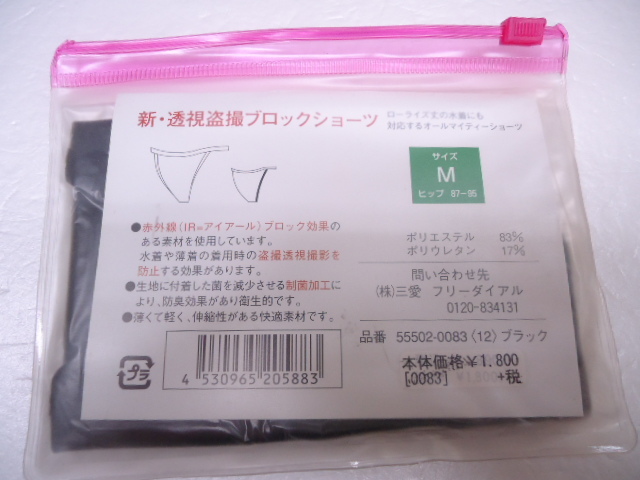 新・透視盗撮ブロックショーツ
ローライズ丈の水着にも
対応するオールマイティーショーツ
サイズ
M
ヒップ 87-95
●赤外線(IR=アイアール)ブロック効果の
ある素材を使用しています。
水着や薄着の着用時の盗撮透視撮影を
防止する効果があります。
●生地に付着した菌を減少させる制菌加工に
より、防臭効果があり衛生的です。
●薄くて軽く、伸縮性がある快適素材です。
ポリエステル 83%
ポリウレタン 17%
問い合わせ先
(株)三愛 フリーダイアル
0120-834131
品番 55502-0083〈12〉ブラック
本体価格¥1.800
[0083] +税
プラ
4 530965 205883